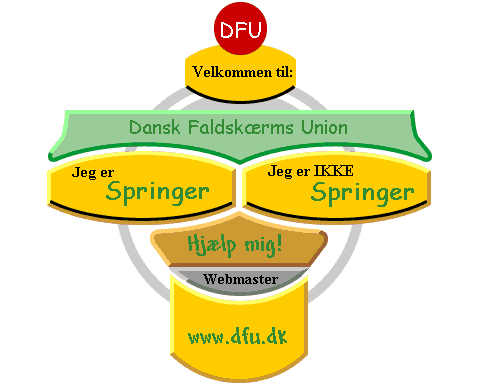 DFU
Velkommen til:
Dansk Faldskærms Union
Jeg er
Springer
Jeg er IKKE
Springer
Hjælp mig!
Webmaster
www.dfu.dk